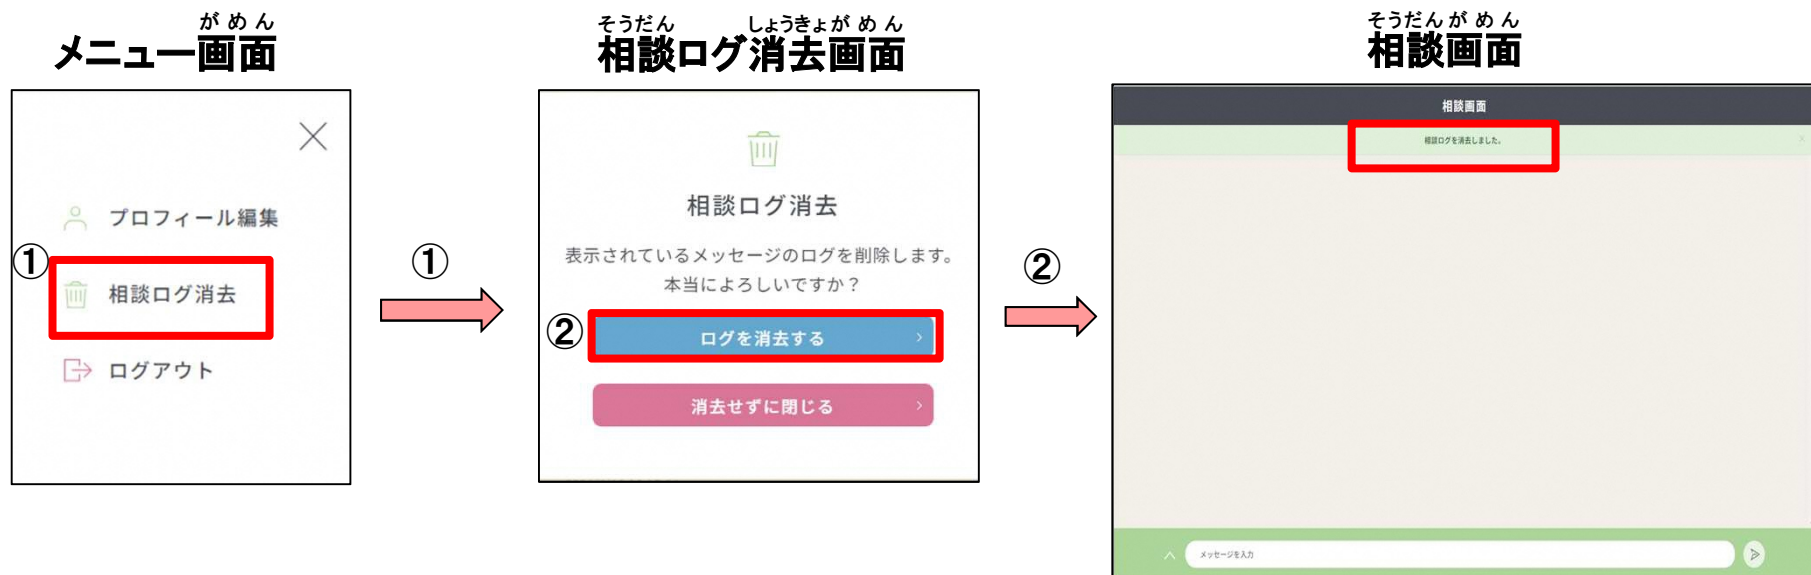 がめん
メニュー画面
①
プロフィール編集
相談ログ消去
ログアウト
①
そうだん しょうきょがめん
相談ログ消去画面
相談ログ消去
表示されているメッセージのログを削除します。
本当によろしいですか？
②
ログを消去する
消去せずに閉じる
②
そうだんがめん
相談画面
相談画面
相談ログを消去しました。
メッセージを入力